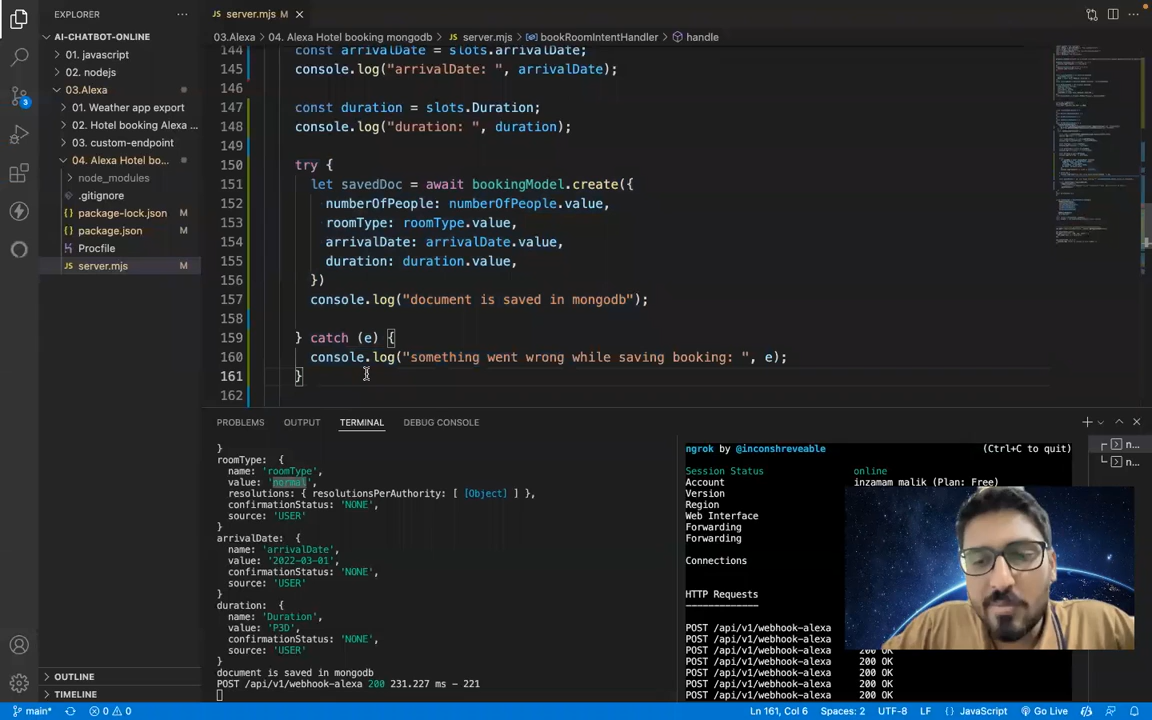 EXPLORER
server.mjs M
AI-CHATBOT-ONLINE
01. javascript
02. nodejs
03.Alexa
01. Weather app export
02. Hotel booking Alexa ...
03. custom-endpoint
04. Alexa Hotel bo...
node_modules
.gitignore
package-lock.json M
package.json M
Procfile
server.mjs M
OUTLINE
TIMELINE
3
03.Alexa > 04. Alexa Hotel booking mongodb > server.mjs > bookRoomIntentHandler > handle
144 const arrivalDate = slots.arrivalDate;
145 console.log("arrivalDate: ", arrivalDate);
146
147 const duration = slots.Duration;
148 console.log("duration: ", duration);
149
150 try {
151 let savedDoc = await bookingModel.create({
152 numberOfPeople: numberOfPeople.value,
153 roomType: roomType.value,
154 arrivalDate: arrivalDate.value,
155 duration: duration.value,
156 })
157 console.log("document is saved in mongodb");
158
159 } catch (e) {
160 console.log("something went wrong while saving booking: ", e);
161 }
162
PROBLEMS OUTPUT TERMINAL DEBUG CONSOLE
}
roomType: {
name: 'roomType',
value: 'normal',
resolutions: { resolutionsPerAuthority: [ [Object] ] },
confirmationStatus: 'NONE',
source: 'USER'
}
arrivalDate: {
name: 'arrivalDate',
value: '2022-03-01',
confirmationStatus: 'NONE',
source: 'USER'
}
duration: {
name: 'Duration',
value: 'P3D',
confirmationStatus: 'NONE',
source: 'USER'
}
document is saved in mongodb
POST /api/v1/webhook-alexa 200 231.227 ms - 221
ngrok by @inconshreveable (Ctrl+C to quit)
Session Status online
Account inzamam malik (Plan: Free)
Version
Region
Web Interface
Forwarding
Forwarding
Connections
HTTP Requests
-------------
POST /api/v1/webhook-alexa
POST /api/v1/webhook-alexa 200 OK
POST /api/v1/webhook-alexa 200 OK
POST /api/v1/webhook-alexa 200 OK
POST /api/v1/webhook-alexa 200 OK
POST /api/v1/webhook-alexa 200 OK
POST /api/v1/webhook-alexa 200 OK
n...
n...
main* 0 0 Ln 161, Col 6 Spaces: 2 UTF-8 LF {} JavaScript Go Live